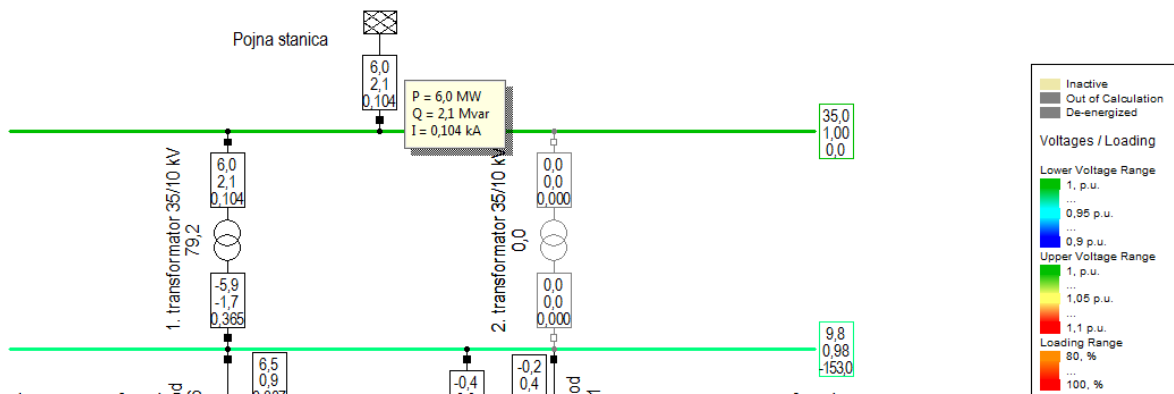 Pojna stanica
6,0
2,1
0,104
P = 6,0 MW
Q = 2,1 Mvar
I = 0,104 kA
35,0
1,00
0,0
1. transformator 35/10 kV
79,2
6,0
2,1
0,104
-5,9
-1,7
0,365
2. transformator 35/10 kV
0,0
0,0
0,0
0,000
0,0
0,0
0,000
9,8
0,98
-153,0
6,5
0,9
-0,4
-0,2
0,4
od
od
Inactive
Out of Calculation
De-energized
Voltages / Loading
Lower Voltage Range
1, p.u.
...
0,95 p.u.
...
0,9 p.u.
Upper Voltage Range
1, p.u.
...
1,05 p.u.
...
1,1 p.u.
Loading Range
80, %
...
100, %